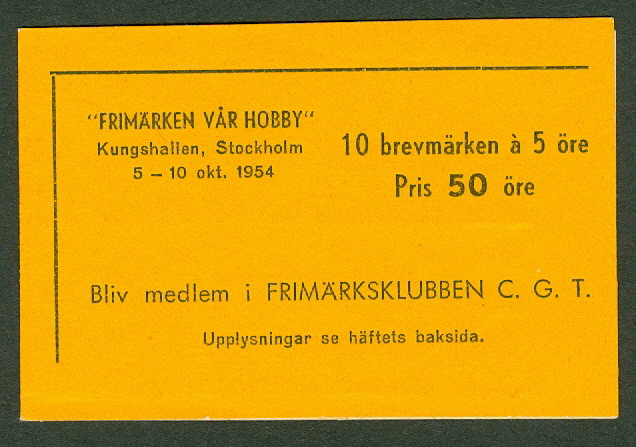 "FRIMÄRKEN VÅR HOBBY"
Kungshallen, Stockholm
5 - 10 okt. 1954
10 brevmärken à 5 öre
Pris 50 öre
Bliv medlem i FRIMÄRKSKLUBBEN C. G. T.
Upplysningar se häftets baksida.